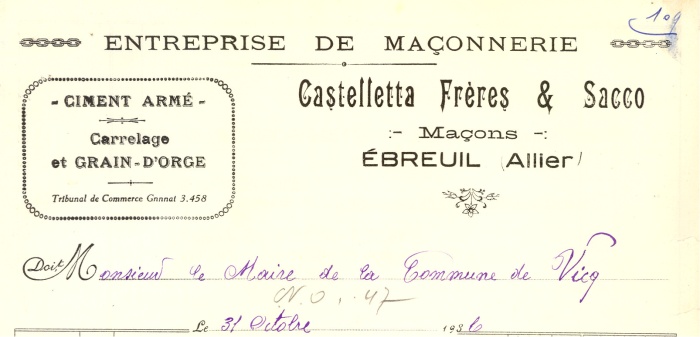 109
ENTREPRISE DE MAÇONNERIE
- CIMENT ARMÉ -
Carrelage
et GRAIN-D'ORGE
Tribunal de Commerce Gnnnat 3.458
Castelletta Frères & Sacco
:- Maçons -:
ÉBREUIL (Allier)
Doit Monsieur le Maire de la Commune de Vicq
N.O. 47
Le 31 Octobre 1936